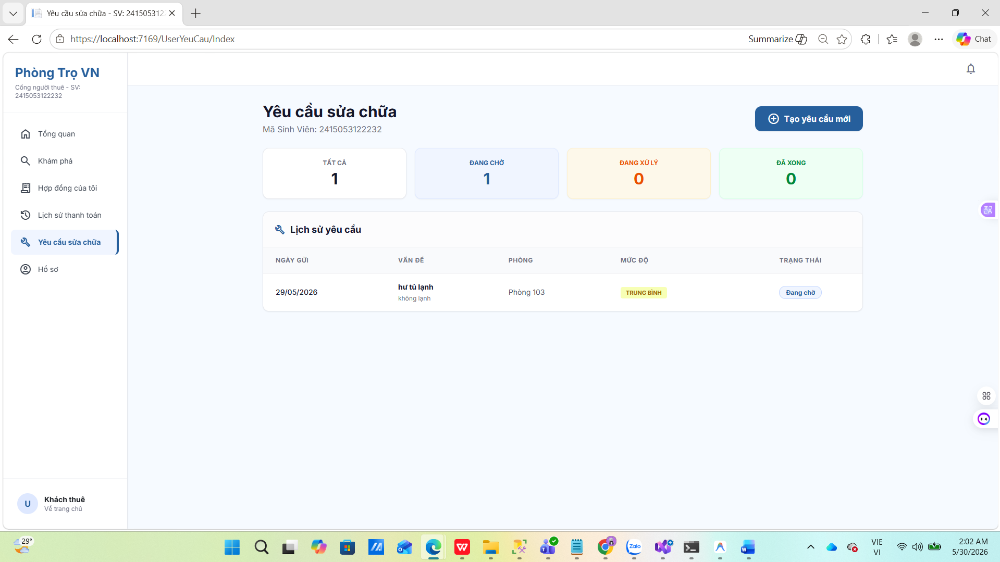 Yêu cầu sửa chữa - SV: 241505312
https://localhost:7169/UserYeuCau/Index
Summarize
Chat
Phòng Trọ VN
Cổng người thuê - SV:
2415053122232
Tổng quan
Khám phá
Hợp đồng của tôi
Lịch sử thanh toán
Yêu cầu sửa chữa
Hồ sơ
Yêu cầu sửa chữa
Mã Sinh Viên: 2415053122232
Tạo yêu cầu mới
TẤT CẢ
1
ĐANG CHỜ
1
ĐANG XỬ LÝ
0
ĐÃ XONG
0
Lịch sử yêu cầu
NGÀY GỬI VẤN ĐỀ PHÒNG MỨC ĐỘ TRẠNG THÁI
29/05/2026 hư tủ lạnh Phòng 103 TRUNG BÌNH Đang chờ
không lạnh
U
Khách thuê
Về trang chủ
29°
Zalo
VIE
VI
2:02 AM
5/30/2026